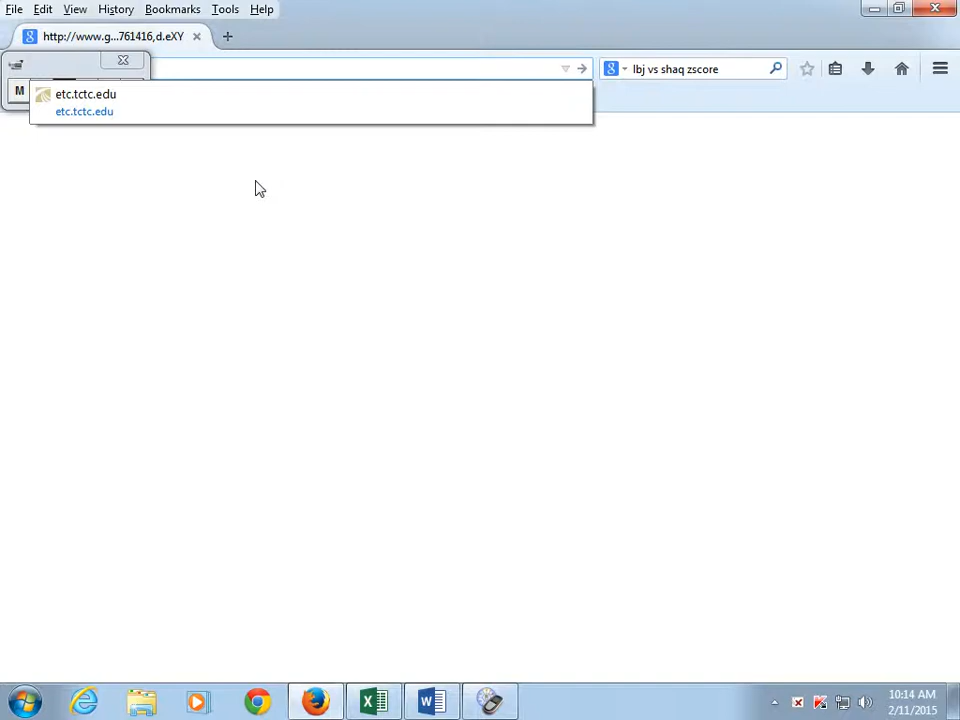 File Edit View History Bookmarks Tools Help
http://www.g...761416,d.eXY
lbj vs shaq zscore
M
etc.tctc.edu
etc.tctc.edu
10:14 AM
2/11/2015